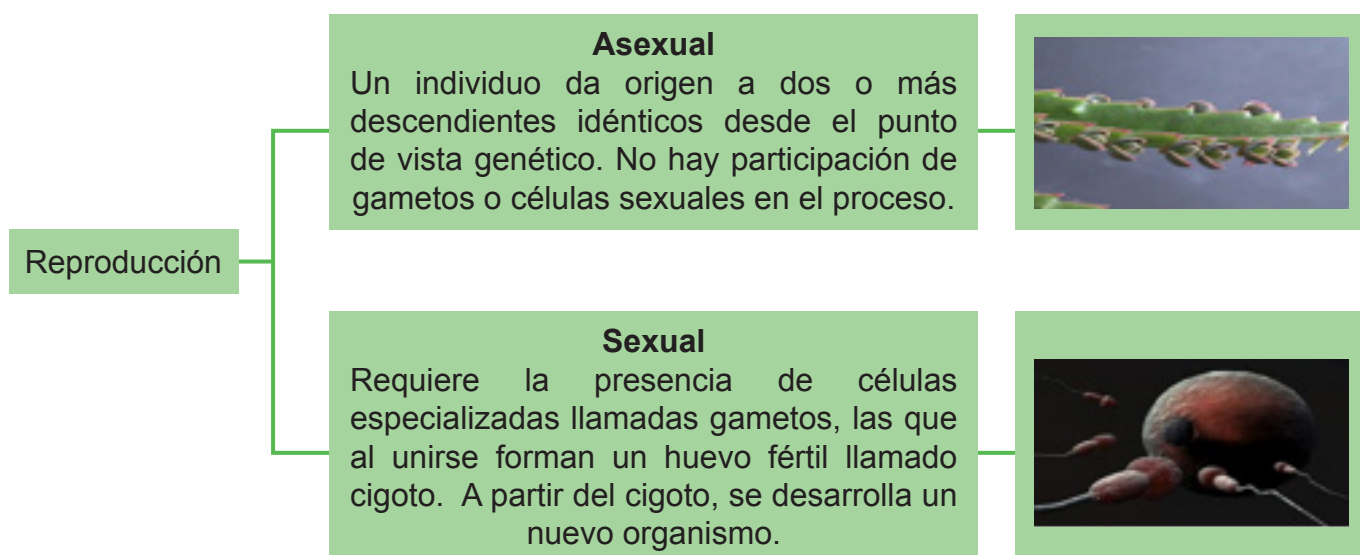 Asexual
Un individuo da origen a dos o más
descendientes idénticos desde el punto
de vista genético. No hay participación de
gametos o células sexuales en el proceso.
Reproducción
Sexual
Requiere la presencia de células
especializadas llamadas gametos, las que
al unirse forman un huevo fértil llamado
cigoto. A partir del cigoto, se desarrolla un
nuevo organismo.